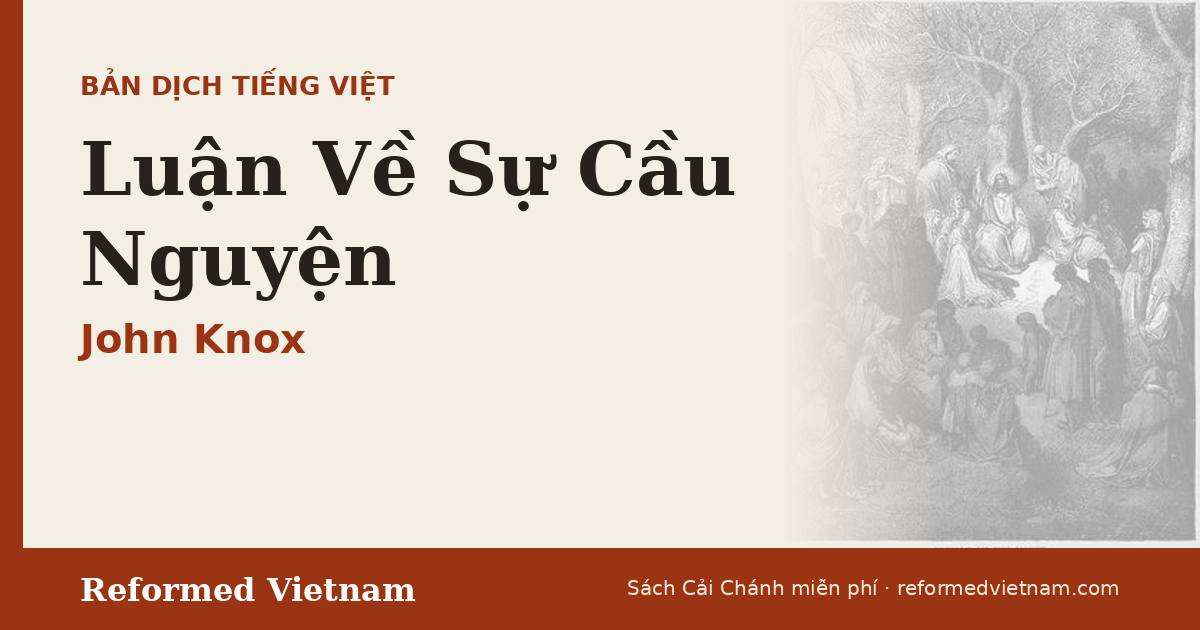 BẢN DỊCH TIẾNG VIỆT
Luận Về Sự Cầu
Nguyện
John Knox
Reformed Vietnam
Sách Cải Chánh miễn phí · reformedvietnam.com